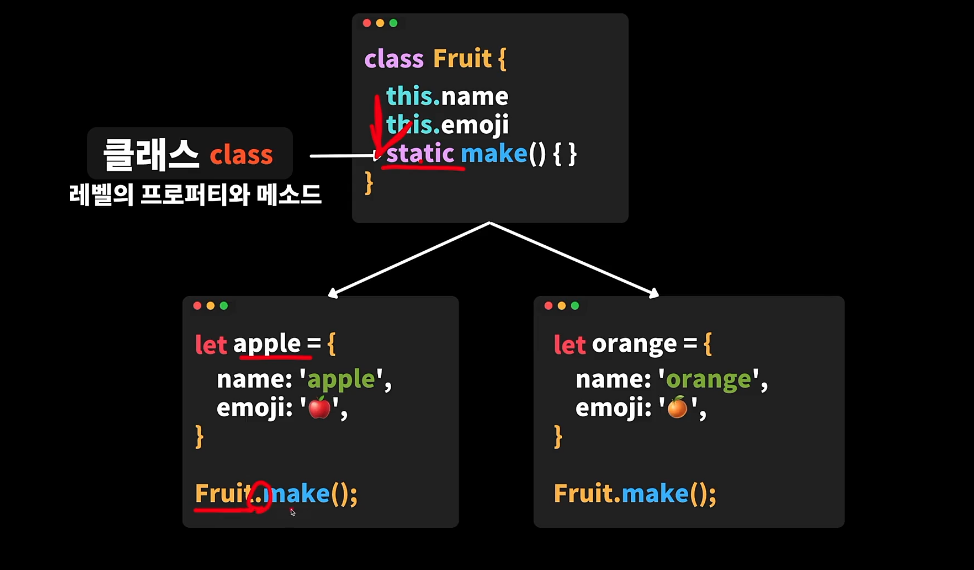 class Fruit {
this.name
this.emoji
static make() { }
}
클래스 class
레벨의 프로퍼티와 메소드
let apple = {
name: 'apple',
emoji: '🍎',
}
Fruit.make();
let orange = {
name: 'orange',
emoji: '🍊',
}
Fruit.make();